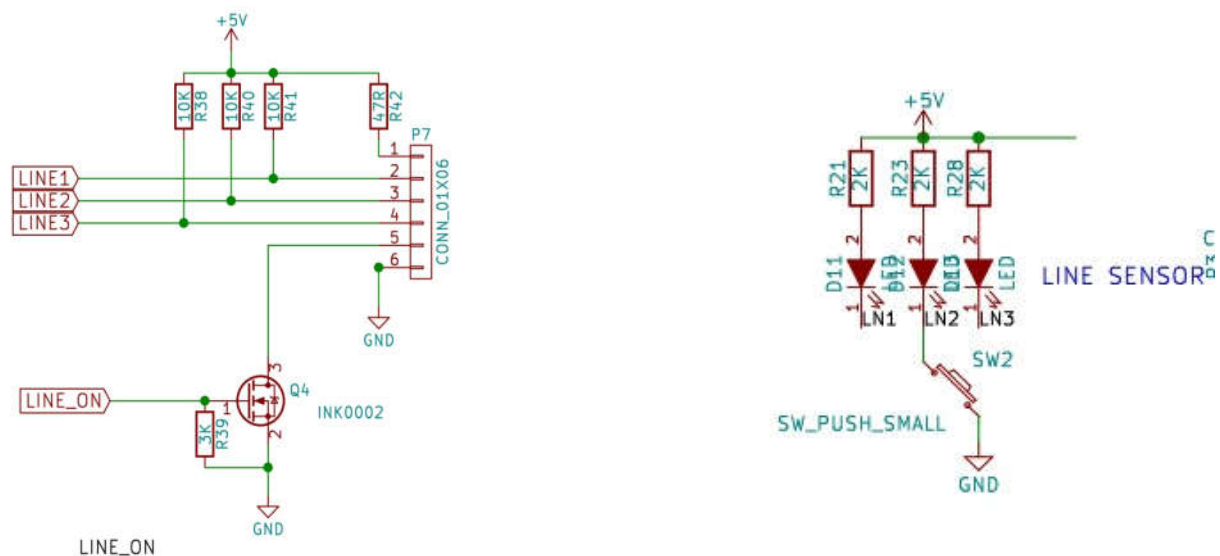 +5V
10K
R38
10K
R40
10K
R41
47R
R42
P7
CONN_01X06
1
2
3
4
5
6
LINE1
LINE2
LINE3
GND
LINE_ON
3
1
2
Q4
INK0002
3K
R39
GND
LINE_ON
+5V
R21
2K
R23
2K
R28
2K
2
2
2
D11
LED
D12
LED
1
1
1
LN1
LN2
LN3
LINE SENSOR
SW2
SW_PUSH_SMALL
GND